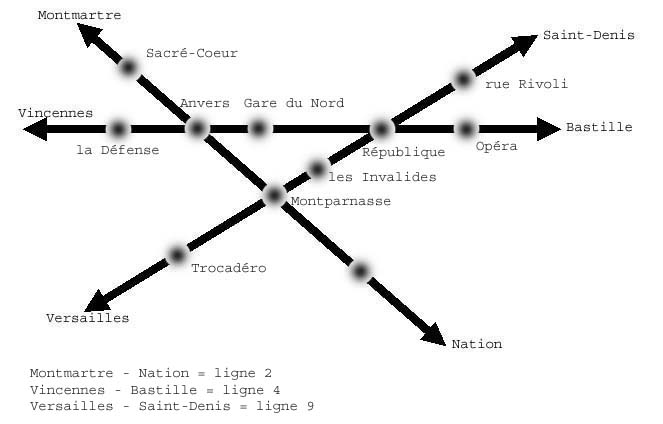 Montmartre
Saint-Denis
Sacré-Coeur
rue Rivoli
Anvers
Gare du Nord
Vincennes
Bastille
la Défense
République
Opéra
les Invalides
Montparnasse
Trocadéro
Versailles
Nation
Montmartre - Nation = ligne 2
Vincennes - Bastille = ligne 4
Versailles - Saint-Denis = ligne 9